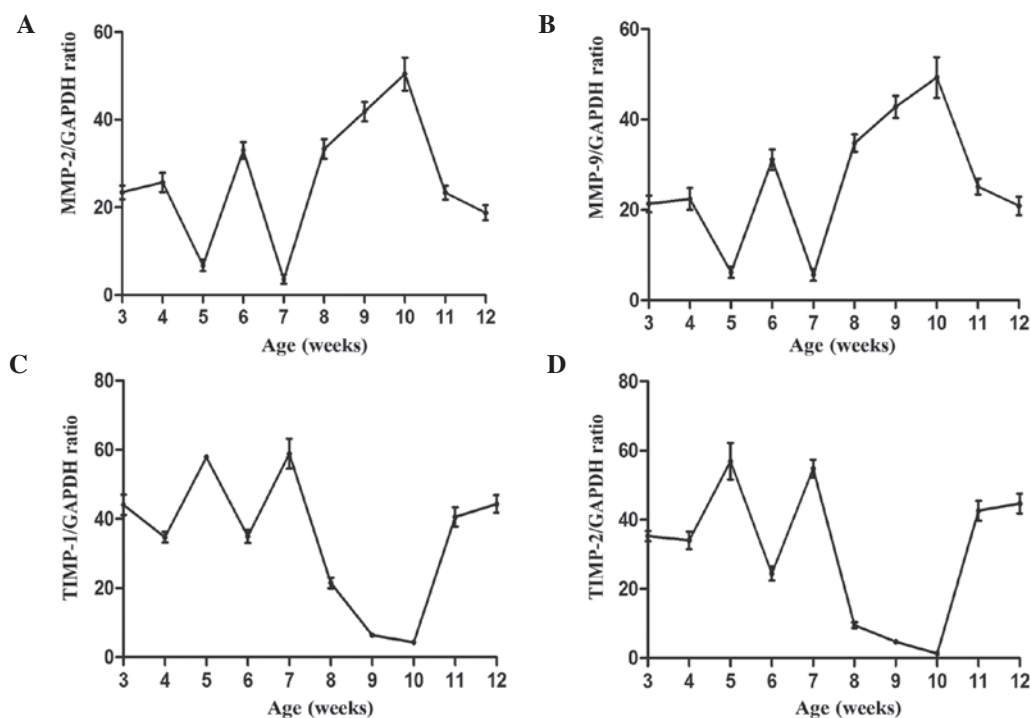 A
MMP-2/GAPDH ratio
60
40
20
0
3 4 5 6 7 8 9 10 11 12
Age (weeks)
B
MMP-9/GAPDH ratio
60
40
20
0
3 4 5 6 7 8 9 10 11 12
Age (weeks)
C
TIMP-1/GAPDH ratio
80
60
40
20
0
3 4 5 6 7 8 9 10 11 12
Age (weeks)
D
TIMP-2/GAPDH ratio
80
60
40
20
0
3 4 5 6 7 8 9 10 11 12
Age (weeks)